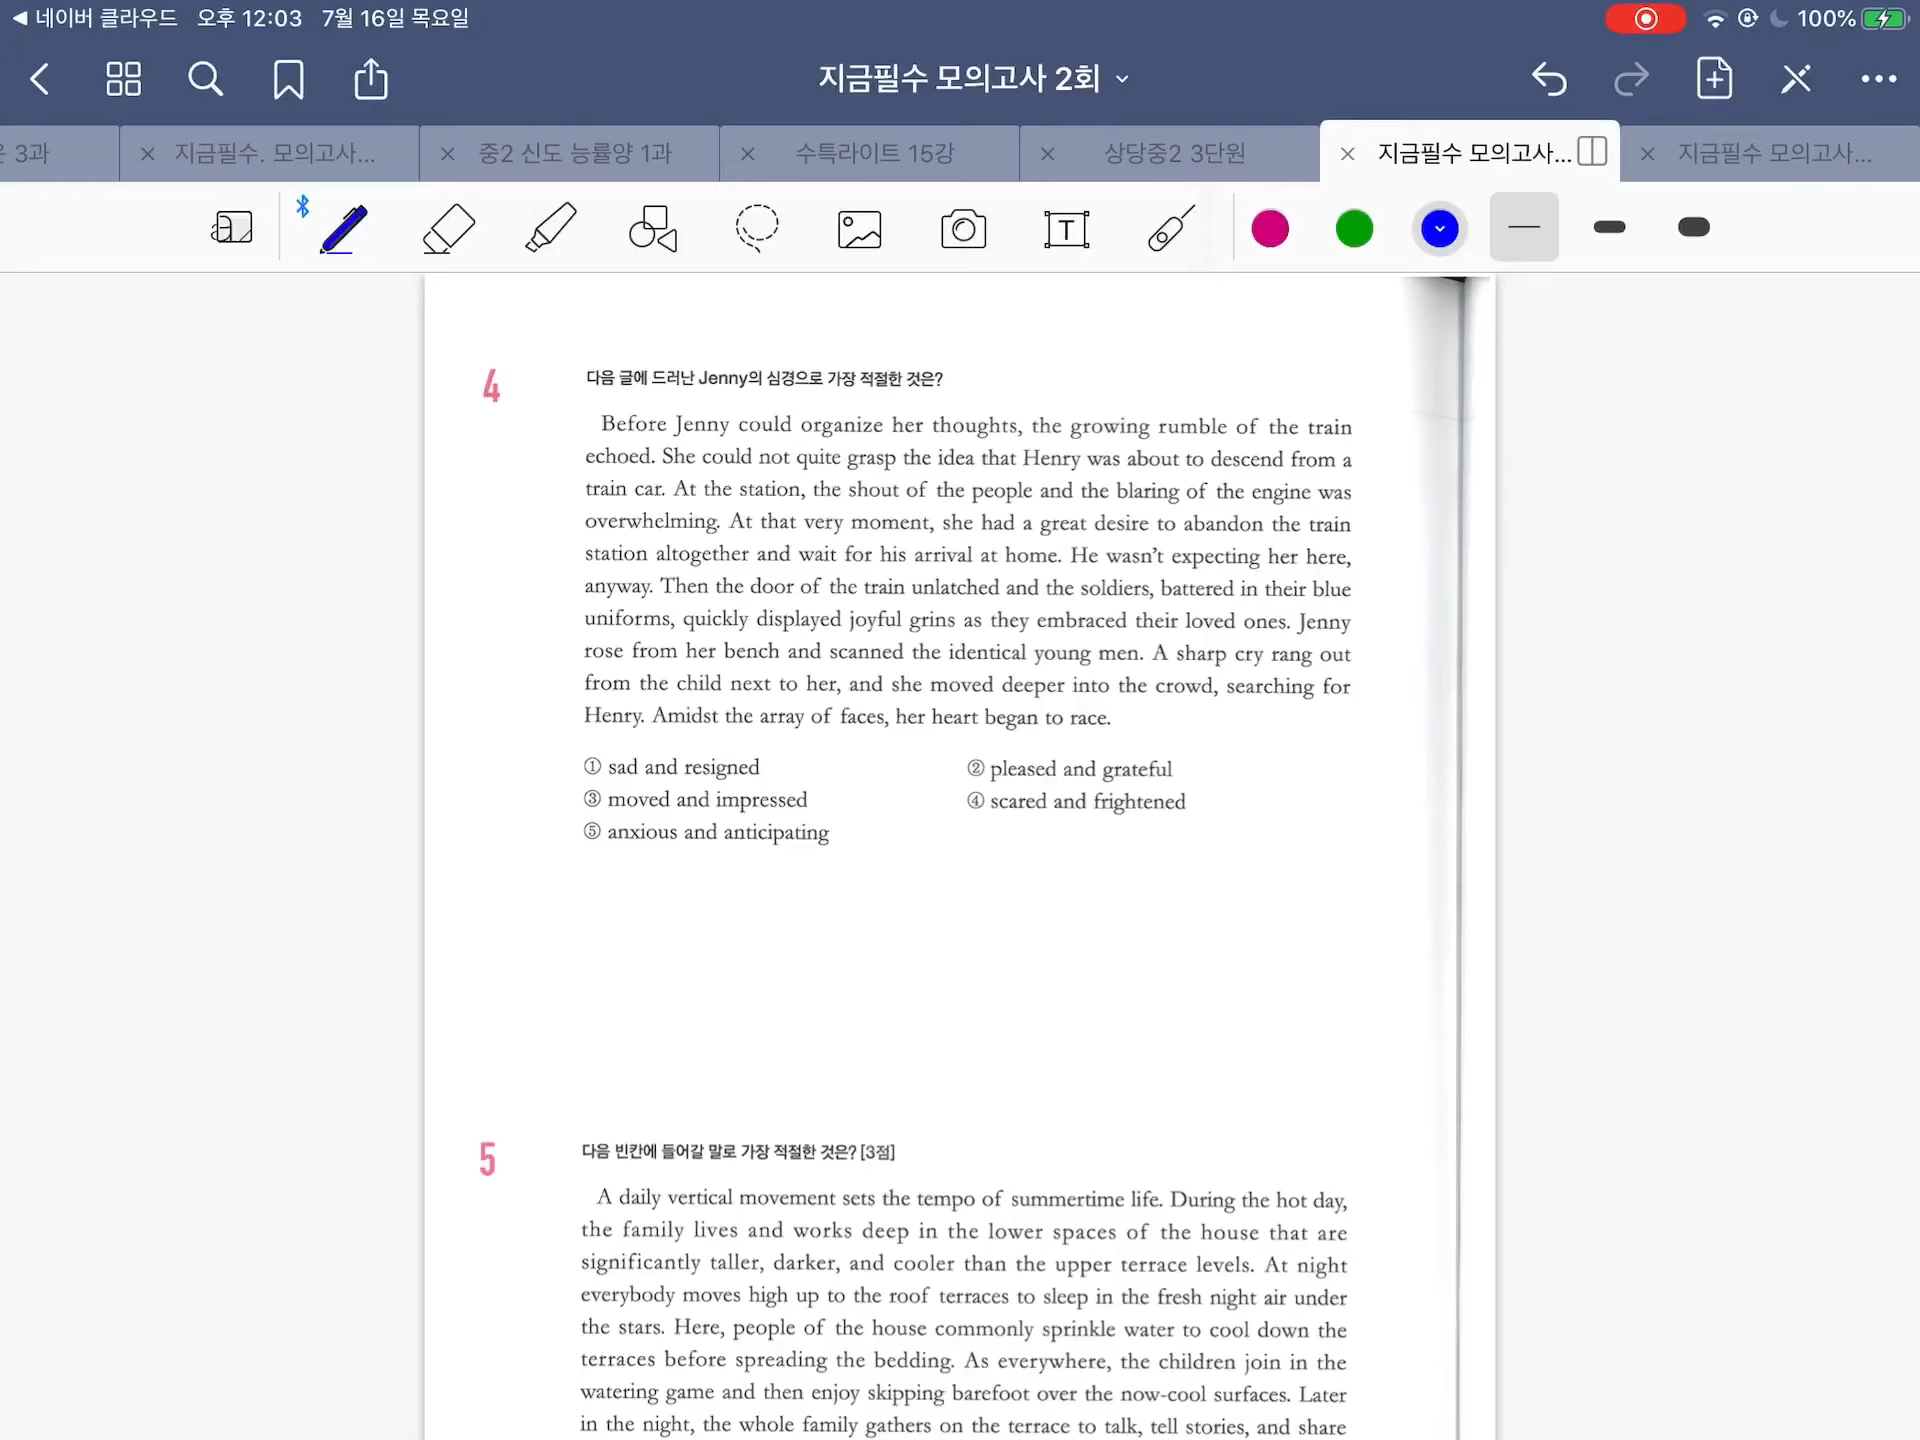 ◀ 네이버 클라우드 오후 12:03 7월 16일 목요일 100%
지금필수 모의고사 2회
3과
지금필수. 모의고사...
중2 신도 능률양 1과
수특라이트 15강
상당중2 3단원
지금필수 모의고사...
지금필수 모의고사...
4
다음 글에 드러난 Jenny의 심경으로 가장 적절한 것은?
Before Jenny could organize her thoughts, the growing rumble of the train
echoed. She could not quite grasp the idea that Henry was about to descend from a
train car. At the station, the shout of the people and the blaring of the engine was
overwhelming. At that very moment, she had a great desire to abandon the train
station altogether and wait for his arrival at home. He wasn't expecting her here,
anyway. Then the door of the train unlatched and the soldiers, battered in their blue
uniforms, quickly displayed joyful grins as they embraced their loved ones. Jenny
rose from her bench and scanned the identical young men. A sharp cry rang out
from the child next to her, and she moved deeper into the crowd, searching for
Henry. Amidst the array of faces, her heart began to race.
① sad and resigned
② pleased and grateful
③ moved and impressed
④ scared and frightened
⑤ anxious and anticipating
5
다음 빈칸에 들어갈 말로 가장 적절한 것은? [3점]
A daily vertical movement sets the tempo of summertime life. During the hot day,
the family lives and works deep in the lower spaces of the house that are
significantly taller, darker, and cooler than the upper terrace levels. At night
everybody moves high up to the roof terraces to sleep in the fresh night air under
the stars. Here, people of the house commonly sprinkle water to cool down the
terraces before spreading the bedding. As everywhere, the children join in the
watering game and then enjoy skipping barefoot over the now-cool surfaces. Later
in the night, the whole family gathers on the terrace to talk, tell stories, and share